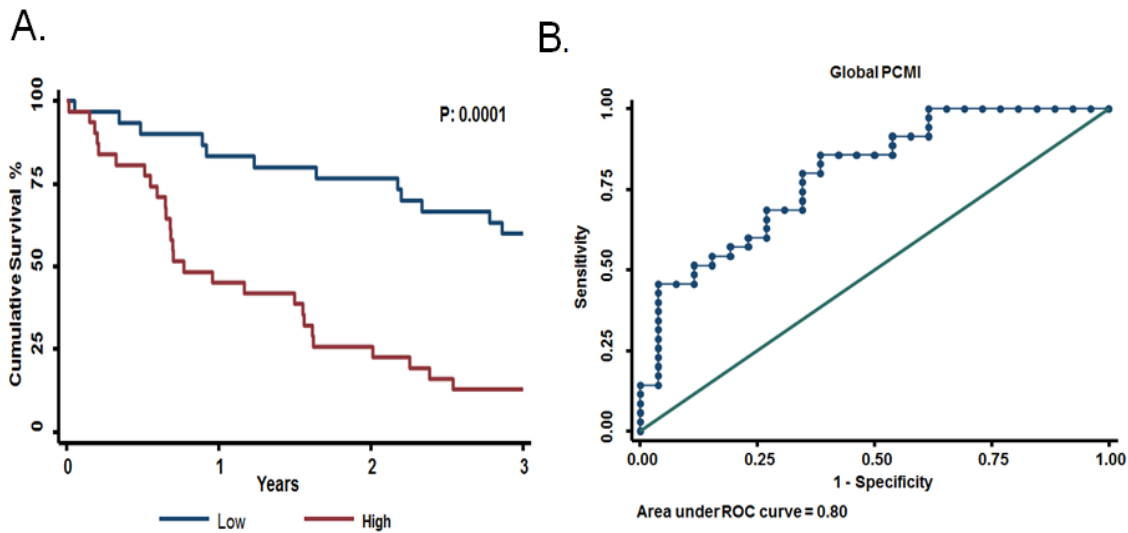 A.
100
75
50
25
0
Cumulative Survival %
P: 0.0001
0 1 2 3
Years
Low High
B.
Global PCMI
1.00
0.75
0.50
0.25
0.00
Sensitivity
0.00 0.25 0.50 0.75 1.00
1 - Specificity
Area under ROC curve = 0.80